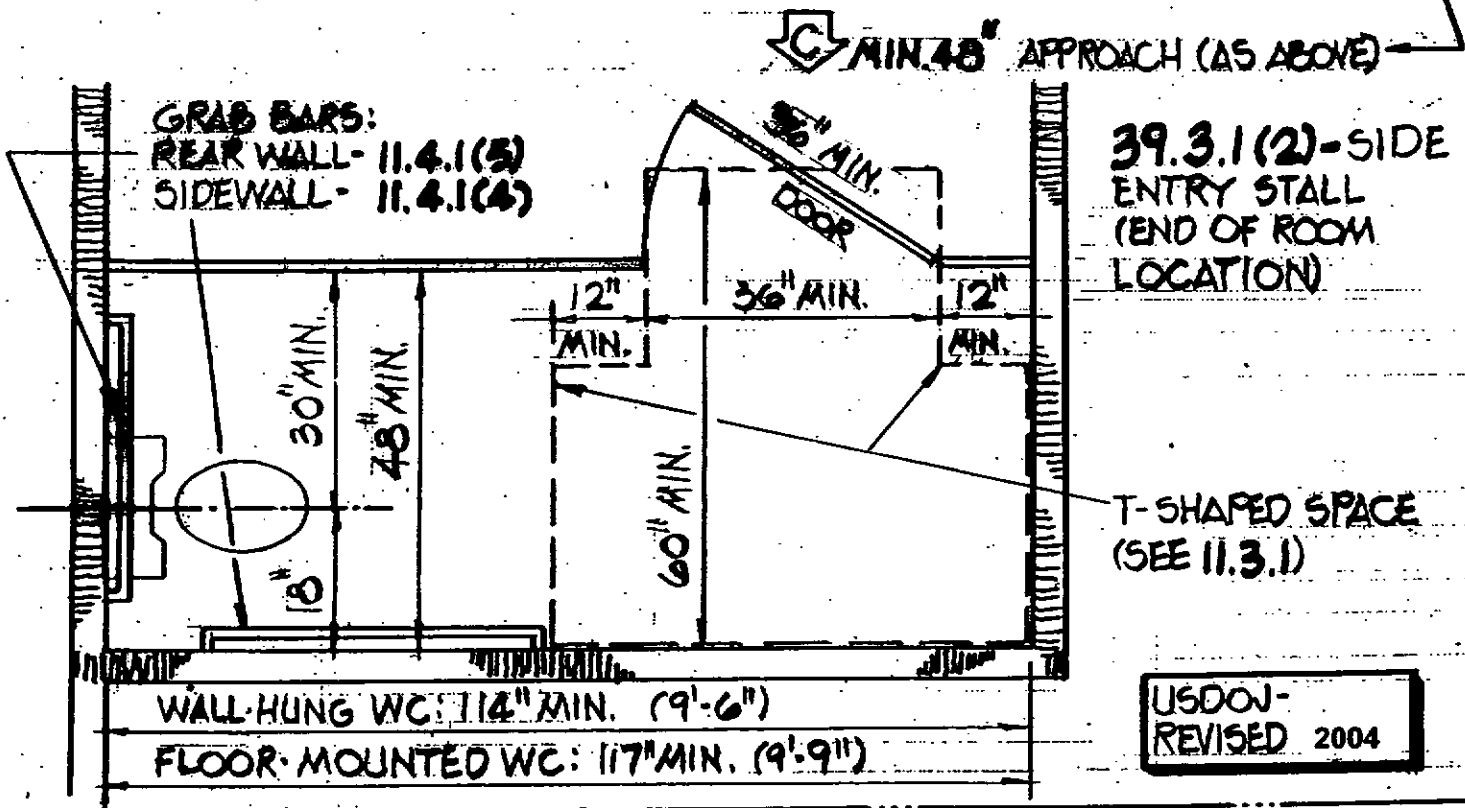 C MIN. 48" APPROACH (AS ABOVE)
GRAB BARS:
REAR WALL- 11.4.1(3)
SIDEWALL- 11.4.1(4)
39.3.1(2)-SIDE
ENTRY STALL
(END OF ROOM
LOCATION)
36" MIN.
DOOR
12"
MIN.
36" MIN.
12"
MIN.
30" MIN.
48" MIN.
60" MIN.
18"
T-SHAPED SPACE
(SEE 11.3.1)
WALL-HUNG WC: 114" MIN. (9'-6")
FLOOR-MOUNTED WC: 117" MIN. (9'-9")
USDOJ-
REVISED 2004